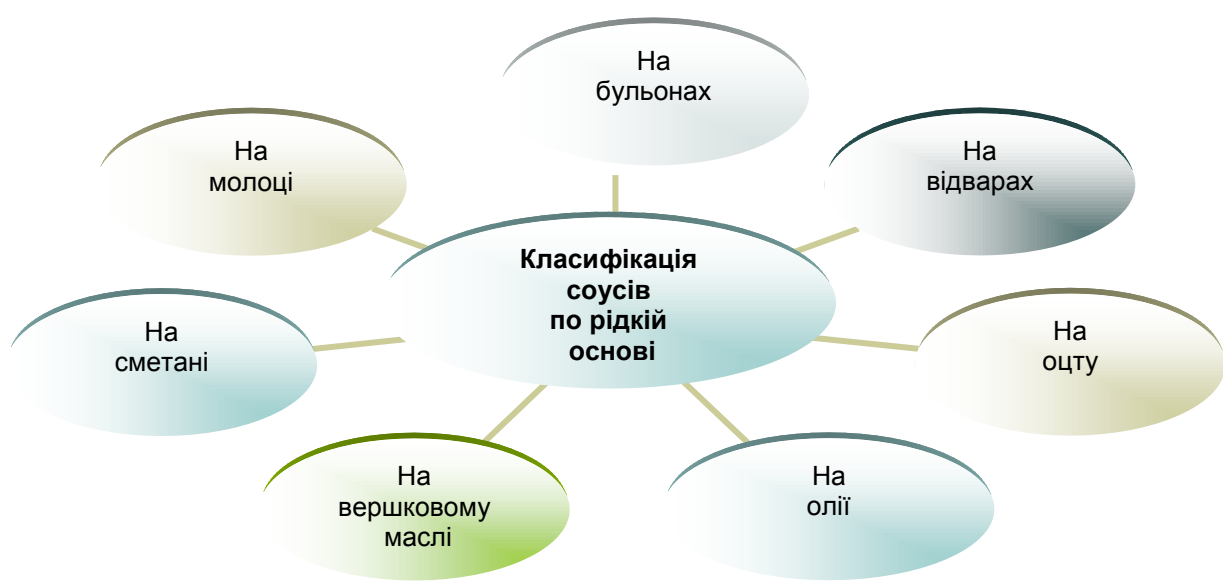 На
бульонах
На
молоці
На
відварах
Класифікація
соусів
по рідкій
основі
На
сметані
На
оцту
На
вершковому
маслі
На
олії